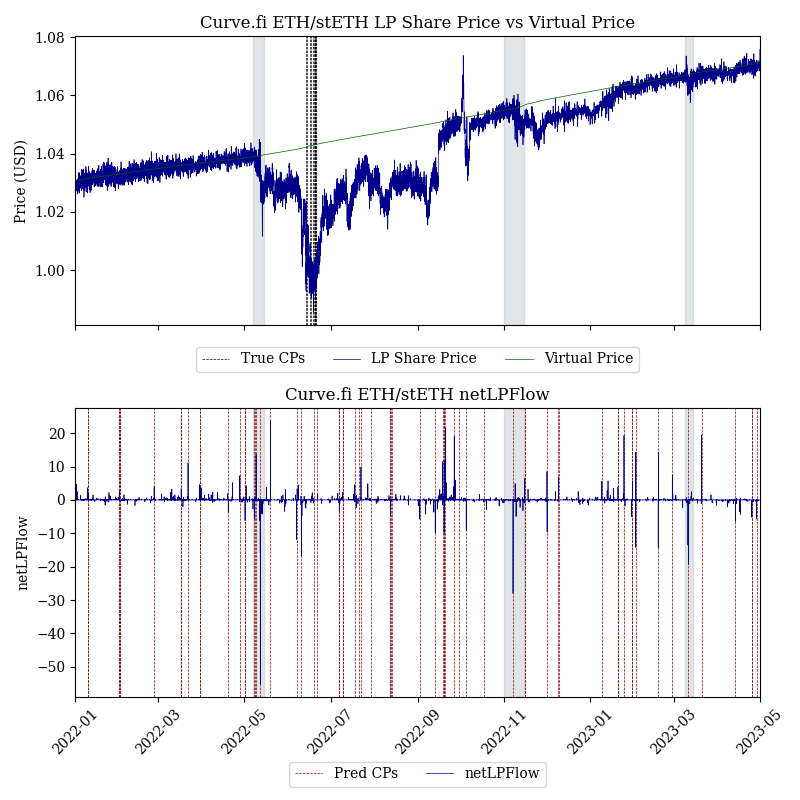 Curve.fi ETH/stETH LP Share Price vs Virtual Price
1.08
1.06
1.04
1.02
1.00
Price (USD)
True CPs LP Share Price Virtual Price
Curve.fi ETH/stETH netLPFlow
20
10
0
−10
−20
−30
−40
−50
netLPFlow
2022-01 2022-03 2022-05 2022-07 2022-09 2022-11 2023-01 2023-03 2023-05
Pred CPs netLPFlow